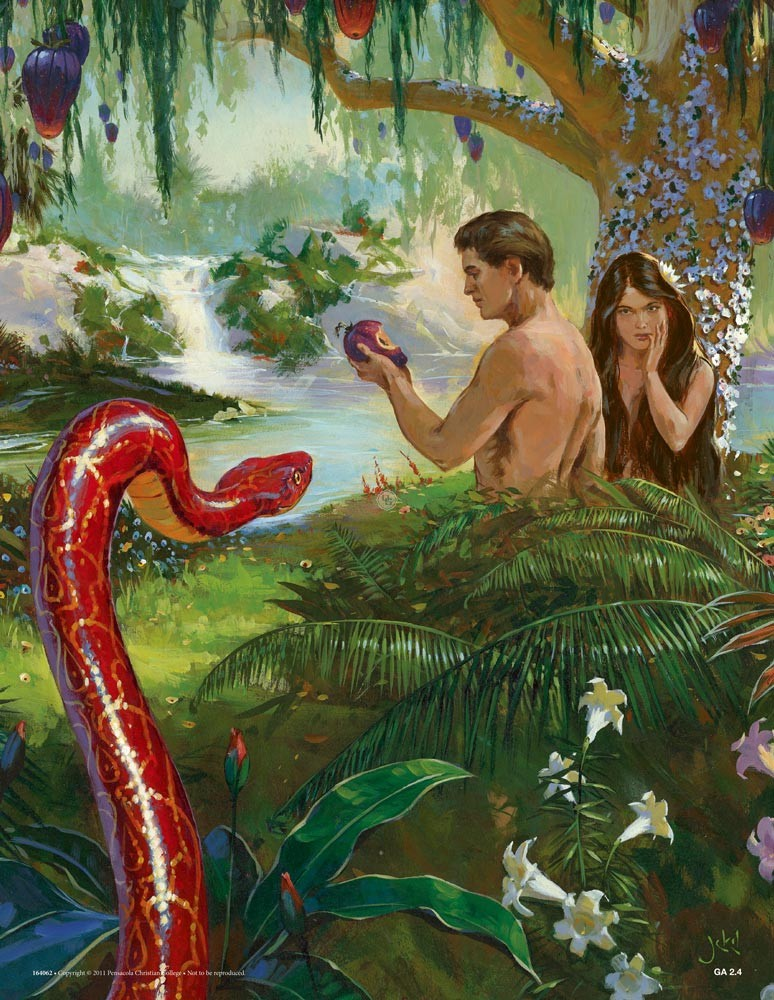 164062 • Copyright © 2011 Pensacola Christian College • Not to be reproduced.
GA 2.4